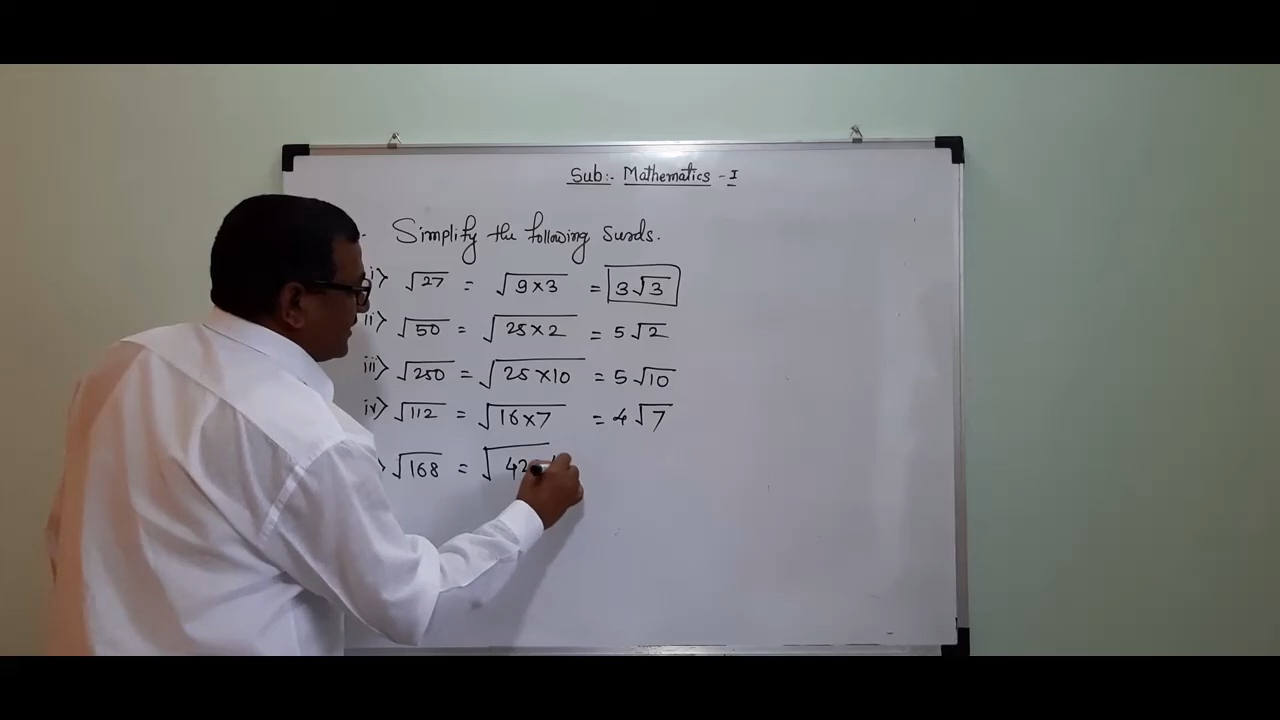 Sub:- Mathematics - I
Simplify the following surds.
i) √27 = √9×3 = 3√3
ii) √50 = √25×2 = 5√2
iii) √250 = √25×10 = 5√10
iv) √112 = √16×7 = 4√7
) √168 = √42